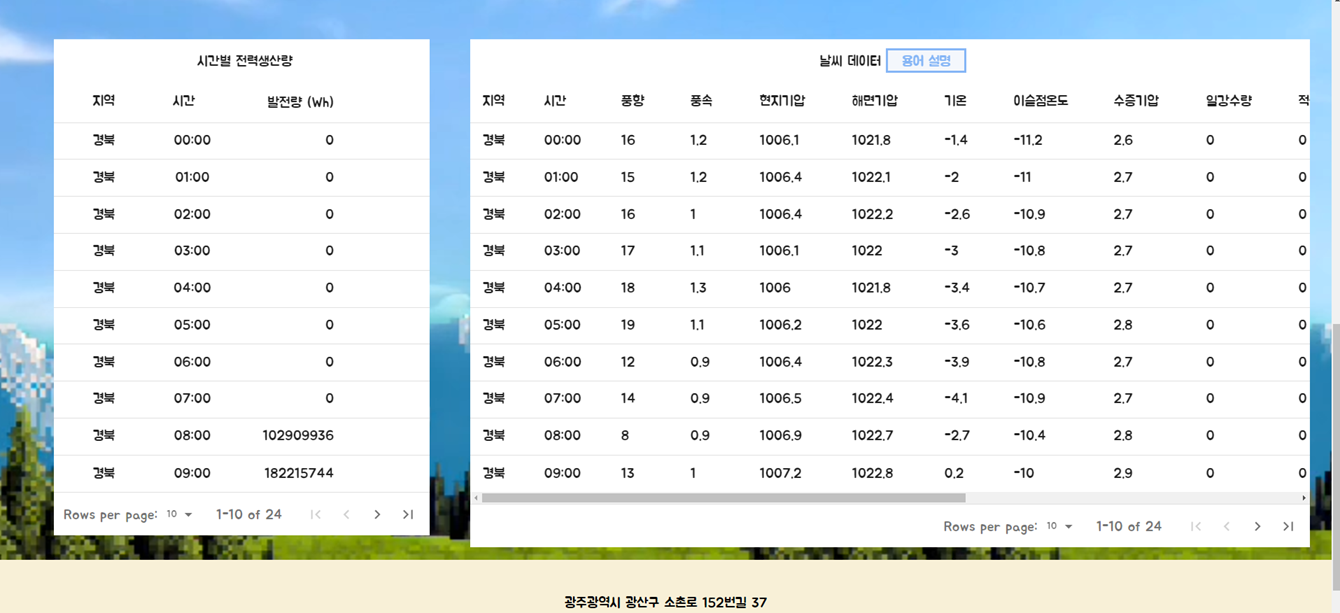 시간별 전력생산량
지역 시간 발전량 (Wh)
경북 00:00 0
경북 01:00 0
경북 02:00 0
경북 03:00 0
경북 04:00 0
경북 05:00 0
경북 06:00 0
경북 07:00 0
경북 08:00 102909936
경북 09:00 182215744
Rows per page: 10 1-10 of 24
날씨 데이터 용어 설명
지역 시간 풍향 풍속 현지기압 해면기압 기온 이슬점온도 수증기압 일강수량 적
경북 00:00 16 1.2 1006.1 1021.8 -1.4 -11.2 2.6 0 0
경북 01:00 15 1.2 1006.4 1022.1 -2 -11 2.7 0 0
경북 02:00 16 1 1006.4 1022.2 -2.6 -10.9 2.7 0 0
경북 03:00 17 1.1 1006.1 1022 -3 -10.8 2.7 0 0
경북 04:00 18 1.3 1006 1021.8 -3.4 -10.7 2.7 0 0
경북 05:00 19 1.1 1006.2 1022 -3.6 -10.6 2.8 0 0
경북 06:00 12 0.9 1006.4 1022.3 -3.9 -10.8 2.7 0 0
경북 07:00 14 0.9 1006.5 1022.4 -4.1 -10.9 2.7 0 0
경북 08:00 8 0.9 1006.9 1022.7 -2.7 -10.4 2.8 0 0
경북 09:00 13 1 1007.2 1022.8 0.2 -10 2.9 0 0
Rows per page: 10 1-10 of 24
광주광역시 광산구 소촌로 152번길 37